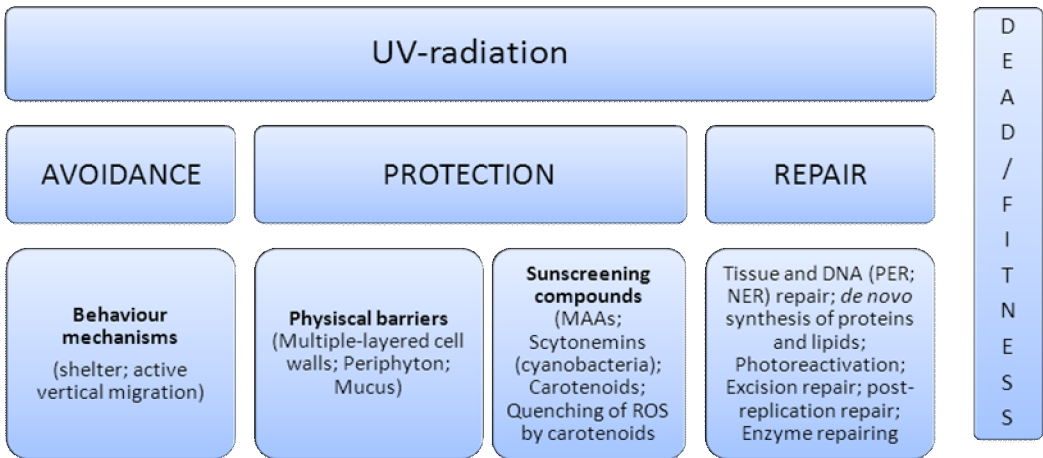 UV-radiation
AVOIDANCE
PROTECTION
REPAIR
Behaviour
mechanisms
(shelter; active
vertical migration)
Physiscal barriers
(Multiple-layered cell
walls; Periphyton;
Mucus)
Sunscreening
compounds
(MAAs;
Scytonemins
(cyanobacteria);
Carotenoids;
Quenching of ROS
by carotenoids
Tissue and DNA (PER;
NER) repair; de novo
synthesis of proteins
and lipids;
Photoreactivation;
Excision repair; post-
replication repair;
Enzyme repairing
D
E
A
D
/
F
I
T
N
E
S
S